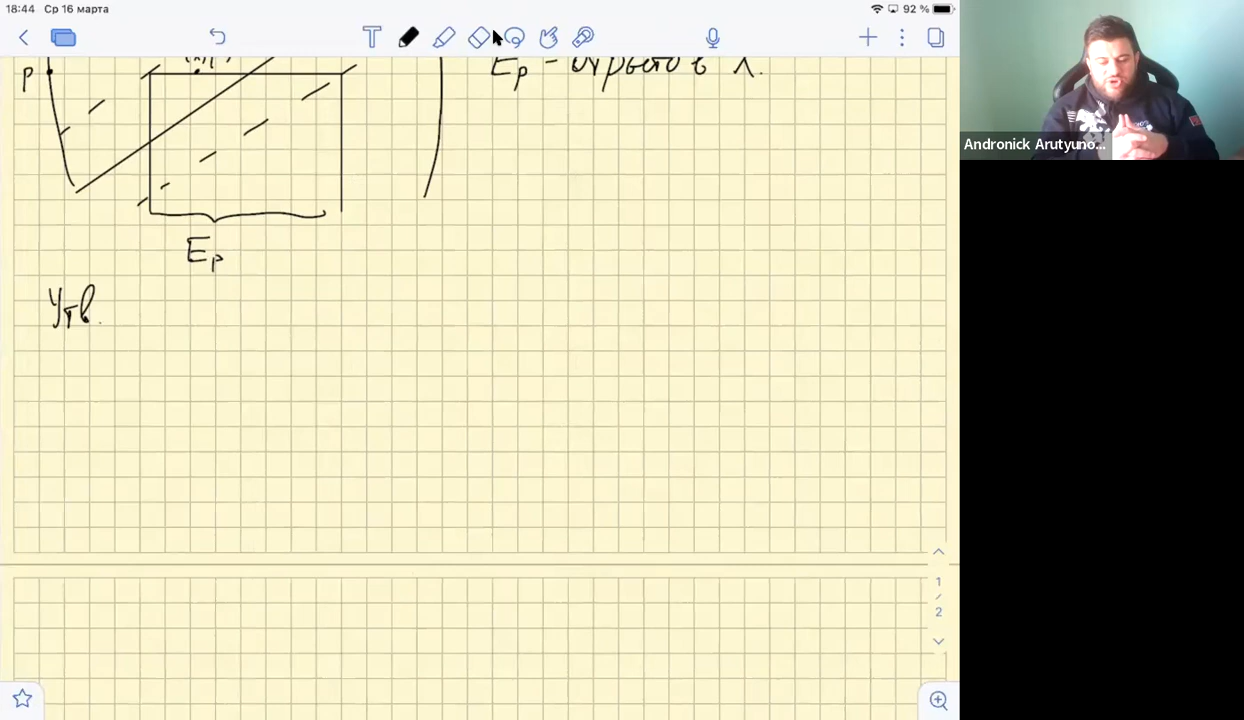 18:44 Ср 16 марта
92 %
p
E_p - открыто в X.
E_p
Утв.
Andronick Arutyuno...
1
/
2